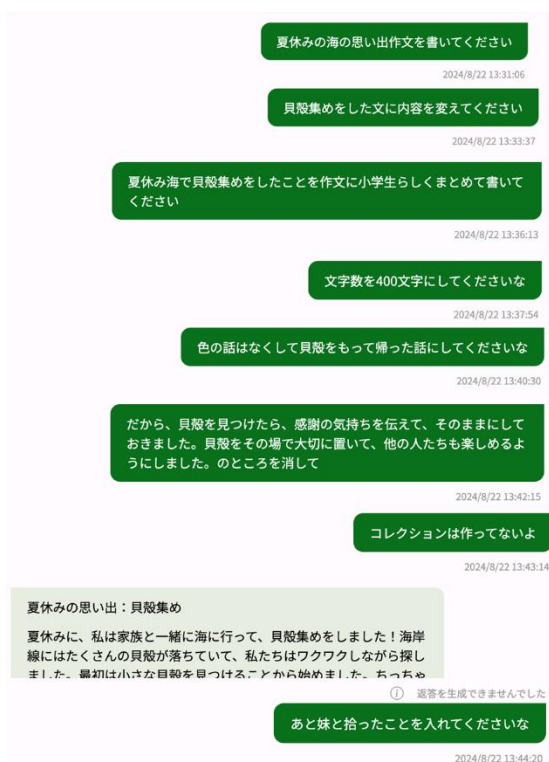 夏休みの海の思い出作文を書いてください
2024/8/22 13:31:06
貝殻集めをした文に内容を変えてください
2024/8/22 13:33:37
夏休み海で貝殻集めをしたことを作文に小学生らしくまとめて書いて
ください
2024/8/22 13:36:13
文字数を400文字にしてくださいな
2024/8/22 13:37:54
色の話はなくして貝殻をもって帰った話にしてくださいな
2024/8/22 13:40:30
だから、貝殻を見つけたら、感謝の気持ちを伝えて、そのままにして
おきました。貝殻をその場で大切に置いて、他の人たちも楽しめるよ
うにしました。のところを消して
2024/8/22 13:42:15
コレクションは作ってないよ
2024/8/22 13:43:14
夏休みの思い出：貝殻集め
夏休みに、私は家族と一緒に海に行って、貝殻集めをしました！海岸
線にはたくさんの貝殻が落ちていて、私たちはワクワクしながら探し
ました。最初は小さな貝殻を見つけることから始めました。ちっちゃ
返答を生成できませんでした
あと妹と拾ったことを入れてくださいな
2024/8/22 13:44:20